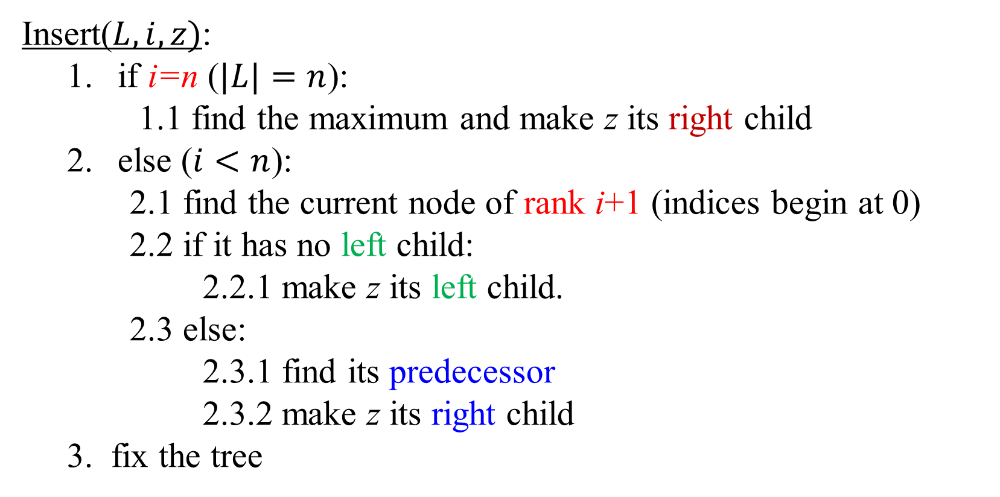 Insert(L, i, z):
1. if i=n (|L| = n):
1.1 find the maximum and make z its right child
2. else (i < n):
2.1 find the current node of rank i+1 (indices begin at 0)
2.2 if it has no left child:
2.2.1 make z its left child.
2.3 else:
2.3.1 find its predecessor
2.3.2 make z its right child
3. fix the tree